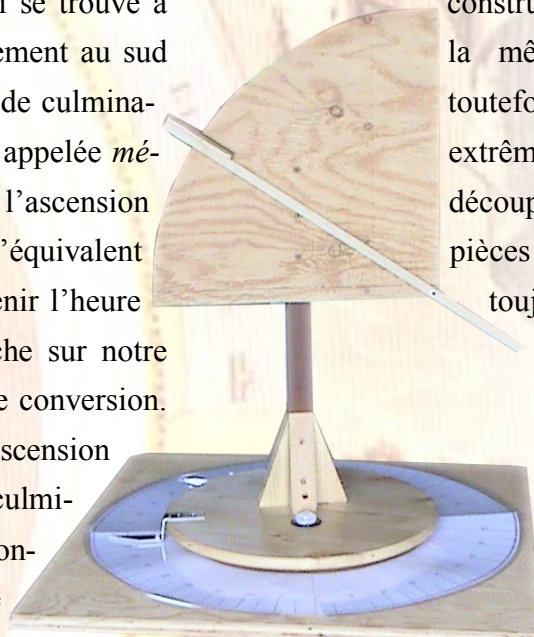 se trouve à
ement au sud
de culmina-
appelée mé-
l’ascension
’équivalent
enir l’heure
che sur notre
e conversion.
scension
culmi-
on-
constru
la mê
toutefo
extrêm
découp
pièces
touj